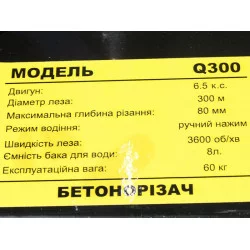 МОДЕЛЬ Q300
Двигун: 6.5 к.с.
Діаметр леза: 300 м
Максимальна глибина різання: 80 мм
Режим водіння: ручний нажим
Швидкість леза: 3600 об/хв
Ємність бака для води: 8л.
Експлуатаційна вага: 60 кг
БЕТОНОРІЗАЧ